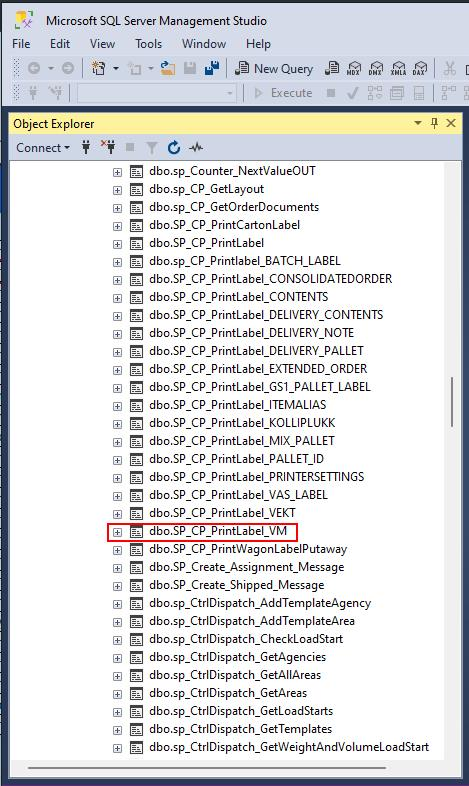 Microsoft SQL Server Management Studio
File Edit View Tools Window Help
New Query MDX DMX XMLA DAX
Execute
Object Explorer
Connect
dbo.sp_Counter_NextValueOUT
dbo.sp_CP_GetLayout
dbo.sp_CP_GetOrderDocuments
dbo.SP_CP_PrintCartonLabel
dbo.SP_CP_PrintLabel
dbo.sp_CP_Printlabel_BATCH_LABEL
dbo.SP_CP_PrintLabel_CONSOLIDATEDORDER
dbo.SP_CP_PrintLabel_CONTENTS
dbo.SP_CP_PrintLabel_DELIVERY_CONTENTS
dbo.SP_CP_PrintLabel_DELIVERY_NOTE
dbo.SP_CP_PrintLabel_DELIVERY_PALLET
dbo.SP_CP_PrintLabel_EXTENDED_ORDER
dbo.SP_CP_PrintLabel_GS1_PALLET_LABEL
dbo.SP_CP_PrintLabel_ITEMALIAS
dbo.SP_CP_PrintLabel_KOLLIPLUKK
dbo.SP_CP_PrintLabel_MIX_PALLET
dbo.SP_CP_PrintLabel_PALLET_ID
dbo.SP_CP_PrintLabel_PRINTERSETTINGS
dbo.SP_CP_PrintLabel_VAS_LABEL
dbo.SP_CP_PrintLabel_VEKT
dbo.SP_CP_PrintLabel_VM
dbo.SP_CP_PrintWagonLabelPutaway
dbo.SP_Create_Assignment_Message
dbo.SP_Create_Shipped_Message
dbo.sp_CtrlDispatch_AddTemplateAgency
dbo.sp_CtrlDispatch_AddTemplateArea
dbo.sp_CtrlDispatch_CheckLoadStart
dbo.sp_CtrlDispatch_GetAgencies
dbo.sp_CtrlDispatch_GetAllAreas
dbo.sp_CtrlDispatch_GetAreas
dbo.sp_CtrlDispatch_GetLoadStarts
dbo.sp_CtrlDispatch_GetTemplates
dbo.sp_CtrlDispatch_GetWeightAndVolumeLoadStart